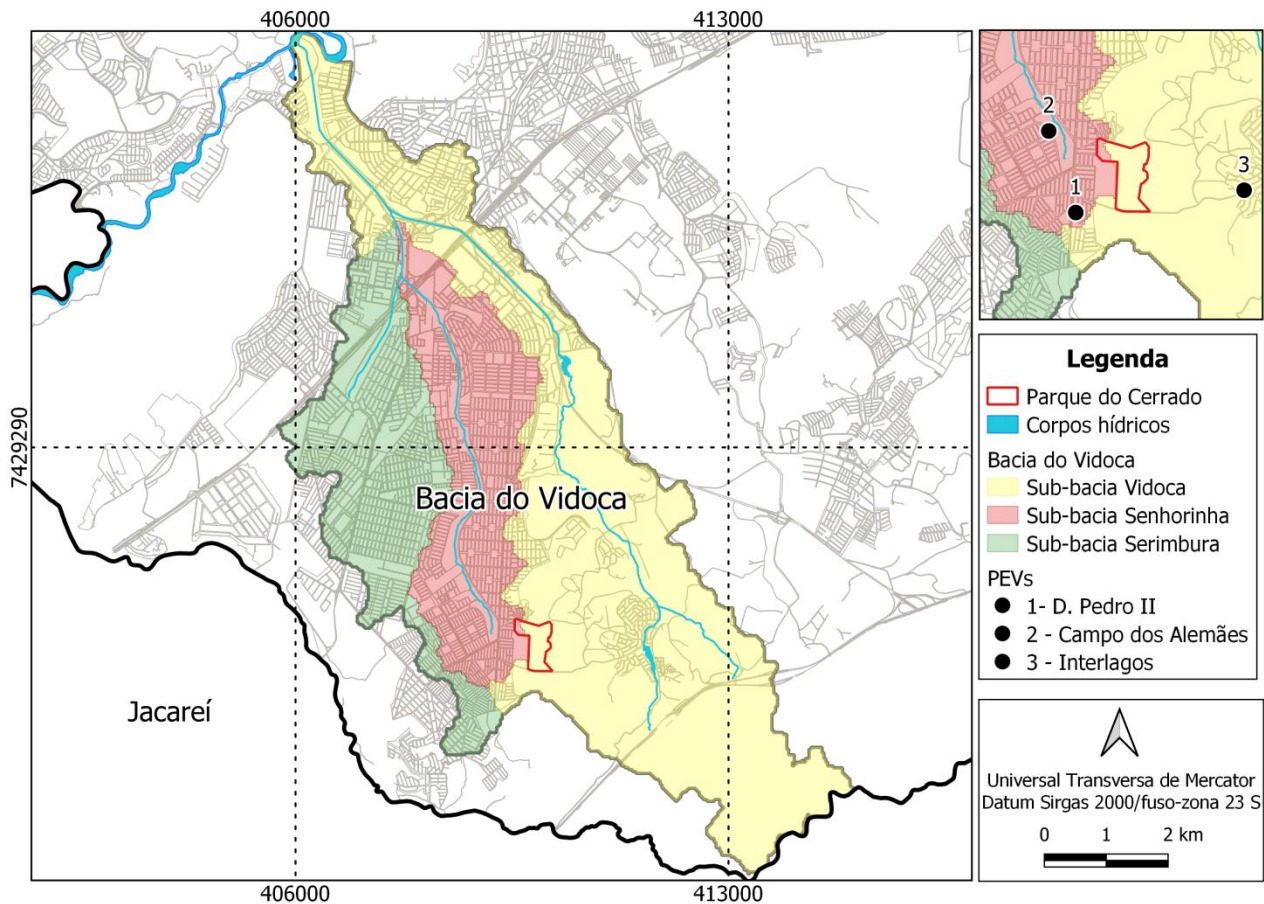 406000
413000
7429290
Bacia do Vidoca
Jacareí
406000
413000
2
1
3
Legenda
Parque do Cerrado
Corpos hídricos
Bacia do Vidoca
Sub-bacia Vidoca
Sub-bacia Senhorinha
Sub-bacia Serimbura
PEVs
1- D. Pedro II
2 - Campo dos Alemães
3 - Interlagos
Universal Transversa de Mercator
Datum Sirgas 2000/fuso-zona 23 S
0 1 2 km